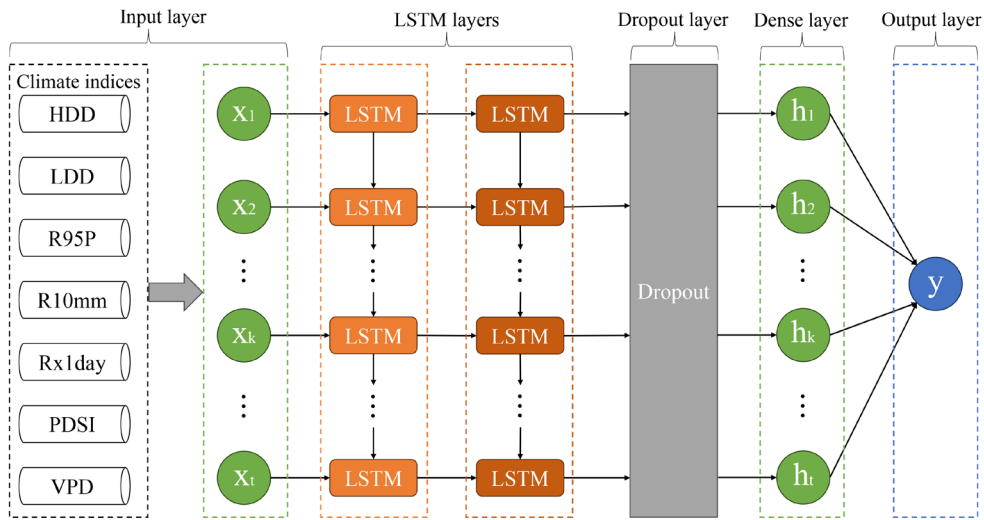 Input layer
LSTM layers
Dropout layer
Dense layer
Output layer
Climate indices
HDD
LDD
R95P
R10mm
Rx1day
PDSI
VPD
x₁
x₂
⋮
xₖ
⋮
xₜ
LSTM
LSTM
⋮
LSTM
⋮
LSTM
LSTM
LSTM
⋮
LSTM
⋮
LSTM
Dropout
h₁
h₂
⋮
hₖ
⋮
hₜ
y